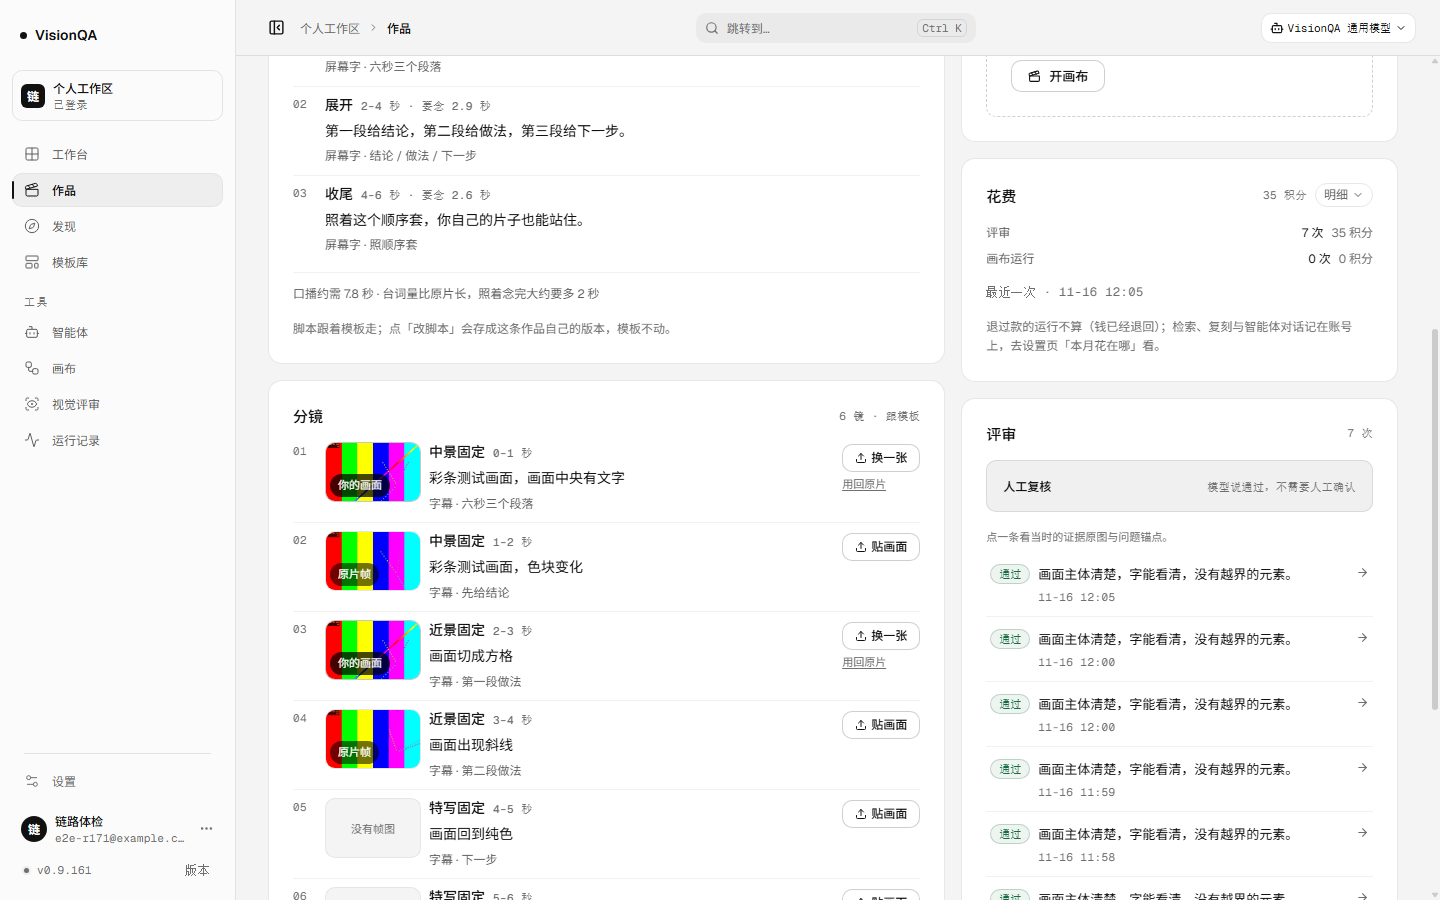 VisionQA
链
个人工作区
已登录
工作台
作品
发现
模板库
工具
智能体
画布
视觉评审
运行记录
设置
链
链路体检
e2e-r171@example.c…
v0.9.161
版本
个人工作区
作品
跳转到…
Ctrl K
VisionQA 通用模型
屏幕字 · 六秒三个段落
02
展开 2-4 秒 · 要念 2.9 秒
第一段给结论，第二段给做法，第三段给下一步。
屏幕字 · 结论 / 做法 / 下一步
03
收尾 4-6 秒 · 要念 2.6 秒
照着这个顺序套，你自己的片子也能站住。
屏幕字 · 照顺序套
口播约需 7.8 秒 · 台词量比原片长，照着念完大约要多 2 秒
脚本跟着模板走；点「改脚本」会存成这条作品自己的版本，模板不动。
分镜
6 镜 · 跟模板
01
你的画面
中景固定 0-1 秒
彩条测试画面，画面中央有文字
字幕 · 六秒三个段落
换一张
用回原片
02
原片帧
中景固定 1-2 秒
彩条测试画面，色块变化
字幕 · 先给结论
贴画面
03
你的画面
近景固定 2-3 秒
画面切成方格
字幕 · 第一段做法
换一张
用回原片
04
原片帧
近景固定 3-4 秒
画面出现斜线
字幕 · 第二段做法
贴画面
05
没有帧图
特写固定 4-5 秒
画面回到纯色
字幕 · 下一步
贴画面
06
特写固定 5-6 秒
贴画面
开画布
花费
35 积分
明细
评审
7 次 35 积分
画布运行
0 次 0 积分
最近一次 · 11-16 12:05
退过款的运行不算（钱已经退回）；检索、复刻与智能体对话记在账号
上，去设置页「本月花在哪」看。
评审
7 次
人工复核
模型说通过，不需要人工确认
点一条看当时的证据原图与问题锚点。
通过
画面主体清楚，字能看清，没有越界的元素。
11-16 12:05
通过
画面主体清楚，字能看清，没有越界的元素。
11-16 12:00
通过
画面主体清楚，字能看清，没有越界的元素。
11-16 12:00
通过
画面主体清楚，字能看清，没有越界的元素。
11-16 11:59
通过
画面主体清楚，字能看清，没有越界的元素。
11-16 11:58
通过
画面主体清楚，字能看清，没有越界的元素。